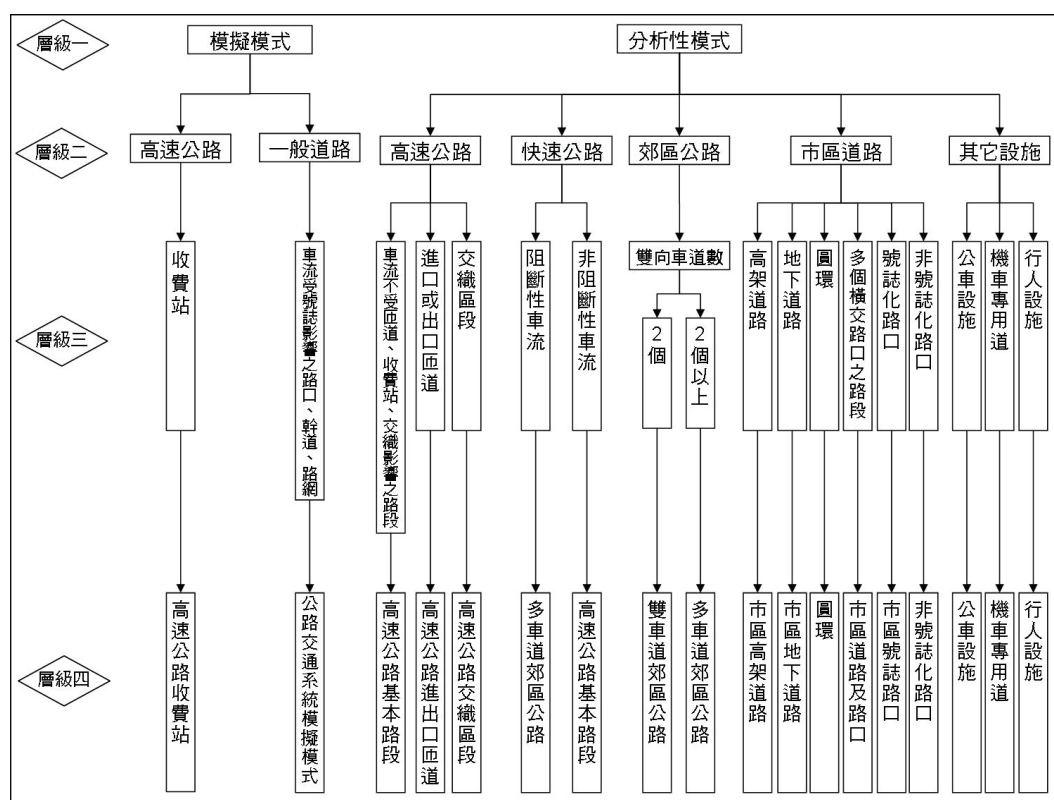 層級一
模擬模式
分析性模式
層級二
高速公路
一般道路
高速公路
快速公路
郊區公路
市區道路
其它設施
層級三
收費站
車流受號誌影響之路口、幹道、路網
車流不受匝道、收費站、交織影響之路段
進口或出口匝道
交織區段
阻斷性車流
非阻斷性車流
雙向車道數
2個
2個以上
高架道路
地下道路
圓環
多個橫交路口之路段
號誌化路口
非號誌化路口
公車設施
機車專用道
行人設施
層級四
高速公路收費站
公路交通系統模擬模式
高速公路基本路段
高速公路進出口匝道
高速公路交織區段
多車道郊區公路
高速公路基本路段
雙車道郊區公路
多車道郊區公路
市區高架道路
市區地下道路
圓環
市區道路及路口
市區號誌路口
非號誌化路口
公車設施
機車專用道
行人設施